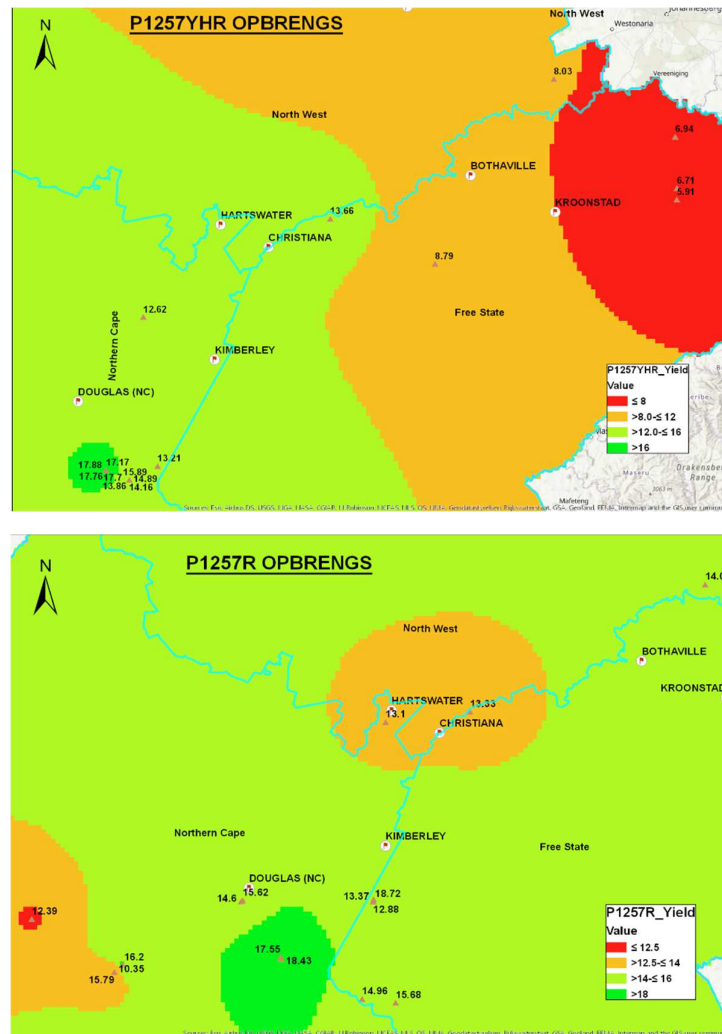 P1257YHR OPBRENGS
N
North West
Westonaria
Vereeniging
8.03
North West
6.94
BOTHAVILLE
6.71
5.91
KROONSTAD
13.66
HARTSWATER
CHRISTIANA
8.79
12.62
Free State
Northern Cape
KIMBERLEY
DOUGLAS (NC)
P1257YHR_Yield
Value
≤ 8
>8.0-≤ 12
>12.0-≤ 16
>16
Maseru
Drakensberg
Range
Mafeteng
17.88 17.17 13.21
17.76 17.7 15.89 14.89
13.86 14.16
P1257R OPBRENGS
N
North West
BOTHAVILLE
KROONSTAD
HARTSWATER
13.1
13.33
CHRISTIANA
Northern Cape
KIMBERLEY
Free State
DOUGLAS (NC)
14.6 15.62
13.37 18.72
12.88
12.39
17.55
18.43
16.2
10.35
15.79
14.96
15.68
P1257R_Yield
Value
≤ 12.5
>12.5-≤ 14
>14-≤ 16
>18